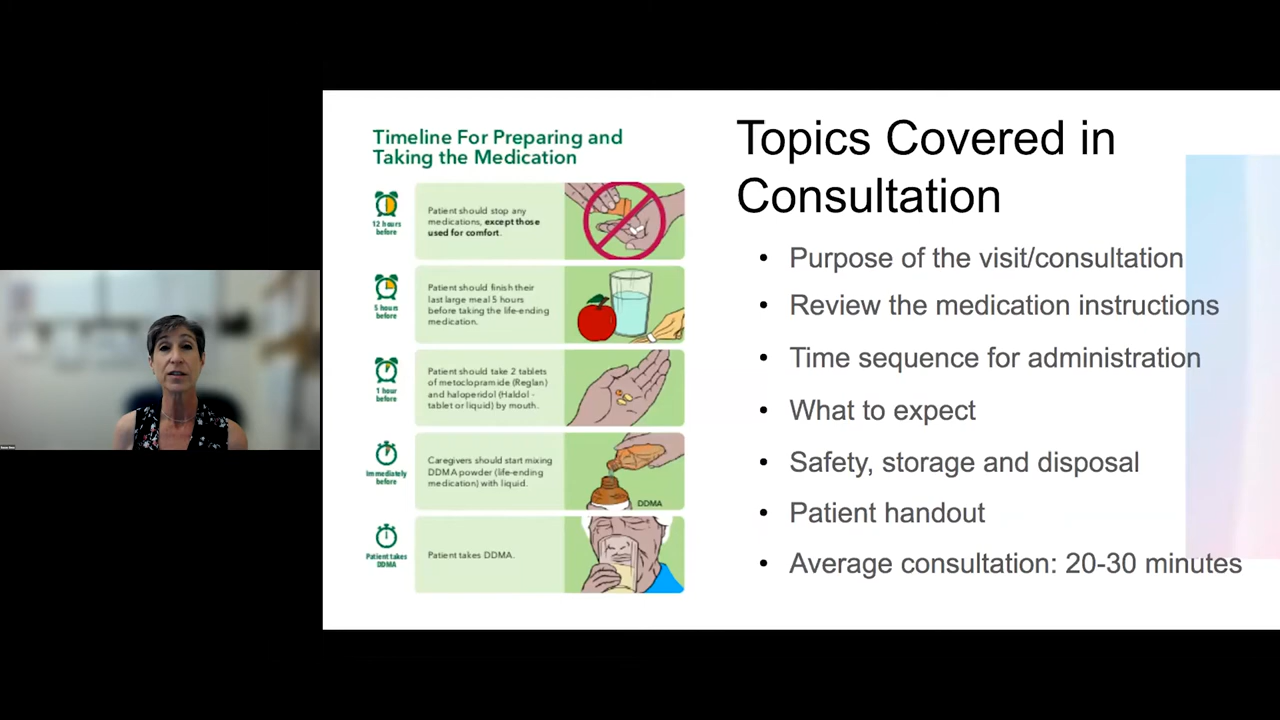 Timeline For Preparing and
Taking the Medication
12 hours
before
Patient should stop any
medications, except those
used for comfort.
5 hours
before
Patient should finish their
last large meal 5 hours
before taking the life-ending
medication.
1 hour
before
Patient should take 2 tablets
of metoclopramide (Reglan)
and haloperidol (Haldol -
tablet or liquid) by mouth.
Immediately
before
Caregivers should start mixing
DDMA powder (life-ending
medication) with liquid.
DDMA
Patient takes
DDMA
Patient takes DDMA.
Topics Covered in
Consultation
• Purpose of the visit/consultation
• Review the medication instructions
• Time sequence for administration
• What to expect
• Safety, storage and disposal
• Patient handout
• Average consultation: 20-30 minutes